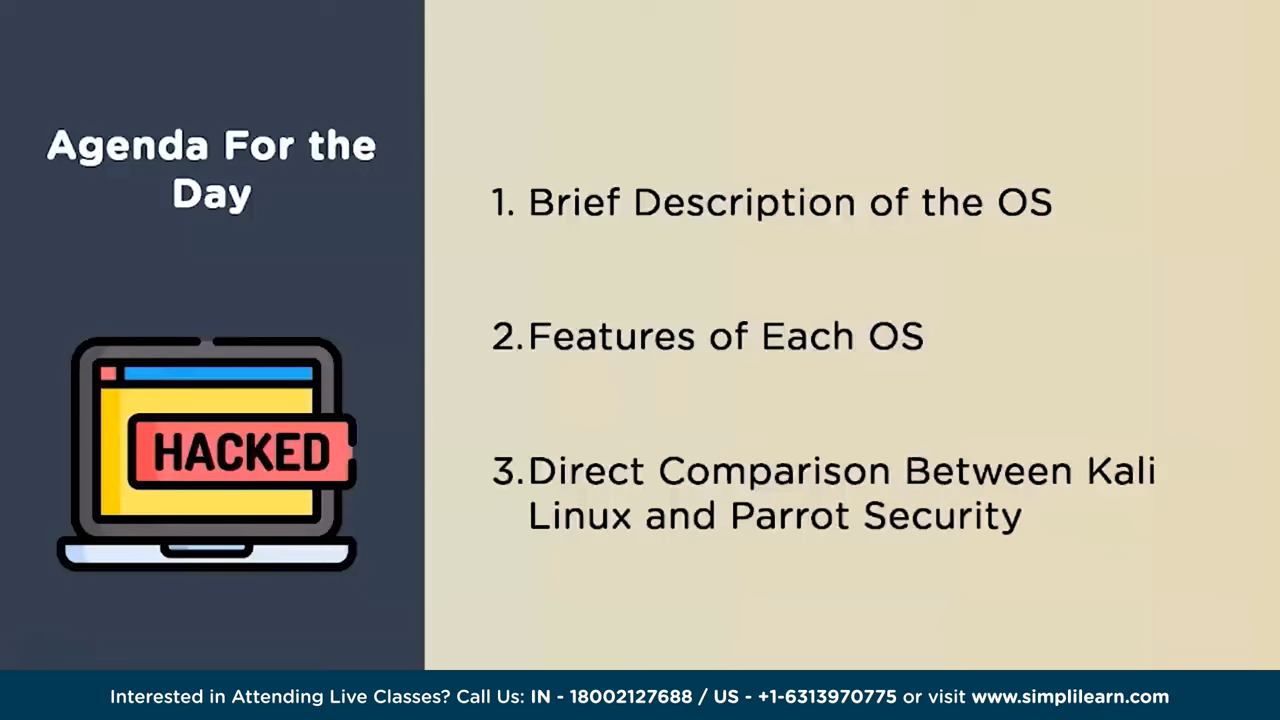 Agenda For the
Day
HACKED
1. Brief Description of the OS
2. Features of Each OS
3. Direct Comparison Between Kali
Linux and Parrot Security
Interested in Attending Live Classes? Call Us: IN - 18002127688 / US - +1-6313970775 or visit www.simplilearn.com